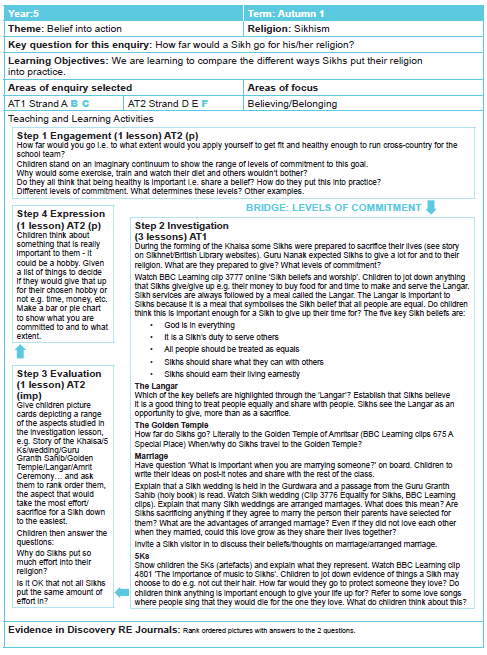 Year:5
Term: Autumn 1
Theme: Belief into action
Religion: Sikhism
Key question for this enquiry: How far would a Sikh go for his/her religion?
Learning Objectives: We are learning to compare the different ways Sikhs put their religion
into practice.
Areas of enquiry selected
Areas of focus
AT1 Strand A B C
AT2 Strand D E F
Believing/Belonging
Teaching and Learning Activities
Step 1 Engagement (1 lesson) AT2 (p)
How far would you go i.e. to what extent would you apply yourself to get fit and healthy enough to run cross-country for the
school team?
Children stand on an imaginary continuum to show the range of levels of commitment to this goal.
Why would some exercise, train and watch their diet and others wouldn't bother?
Do they all think that being healthy is important i.e. share a belief? How do they put this into practice?
Different levels of commitment. What determines these levels? Other examples.
BRIDGE: LEVELS OF COMMITMENT
Step 2 Investigation
(3 lessons) AT1
During the forming of the Khalsa some Sikhs were prepared to sacrifice their lives (see story
on Sikhnet/British Library websites). Guru Nanak expected Sikhs to give a lot for and to their
religion. What are they prepared to give? What levels of commitment?
Watch BBC Learning clip 3777 online 'Sikh beliefs and worship'. Children to jot down anything
that Sikhs give/give up e.g. their money to buy food for and time to make and serve the Langar.
Sikh services are always followed by a meal called the Langar. The Langar is important to
Sikhs because it is a meal that symbolises the Sikh belief that all people are equal. Do children
think this is important enough for a Sikh to give up their time for? The five key Sikh beliefs are:
• God is in everything
• It is a Sikh's duty to serve others
• All people should be treated as equals
• Sikhs should share what they can with others
• Sikhs should earn their living earnestly
The Langar
Which of the key beliefs are highlighted through the 'Langar'? Establish that Sikhs believe
it is a good thing to treat people equally and share with people. Sikhs see the Langar as an
opportunity to give, more than as a sacrifice.
The Golden Temple
How far do Sikhs go? Literally to the Golden Temple of Amritsar (BBC Learning clips 675 A
Special Place) When/why do Sikhs travel to the Golden Temple?
Marriage
Have question 'What is important when you are marrying someone?' on board. Children to
write their ideas on post-it notes and share with the rest of the class.
Explain that a Sikh wedding is held in the Gurdwara and a passage from the Guru Granth
Sahib (holy book) is read. Watch Sikh wedding (Clip 3776 Equality for Sikhs, BBC Learning
clips). Explain that many Sikh weddings are arranged marriages. What does this mean? Are
Sikhs sacrificing anything if they agree to marry the person their parents have selected for
them? What are the advantages of arranged marriage? Even if they did not love each other
when they married, could this love grow as they share their lives together?
Invite a Sikh visitor in to discuss their beliefs/thoughts on marriage/arranged marriage.
5Ks
Show children the 5Ks (artefacts) and explain what they represent. Watch BBC Learning clip
4801 'The importance of music to Sikhs'. Children to jot down evidence of things a Sikh may
choose to do e.g. not cut their hair. How far would they go to protect someone they love? Do
children think anything is important enough to give your life up for? Refer to some love songs
where people sing that they would die for the one they love. What do children think about this?
Step 3 Evaluation
(1 lesson) AT2
(imp)
Give children picture
cards depicting a range
of the aspects studied in
the investigation lesson,
e.g. Story of the Khalsa/5
Ks/wedding/Guru
Granth Sahib/Golden
Temple/Langar/Amrit
Ceremony… and ask
them to rank order them,
the aspect that would
take the most effort/
sacrifice for a Sikh down
to the easiest.
Children then answer the
questions:
Why do Sikhs put so
much effort into their
religion?
Is it OK that not all Sikhs
put the same amount of
effort in?
Step 4 Expression
(1 lesson) AT2 (p)
Children think about
something that is really
important to them - it
could be a hobby. Given
a list of things to decide
if they would give that up
for their chosen hobby or
not e.g. time, money, etc.
Make a bar or pie chart
to show what you are
committed to and to what
extent.
Evidence in Discovery RE Journals: Rank ordered pictures with answers to the 2 questions.